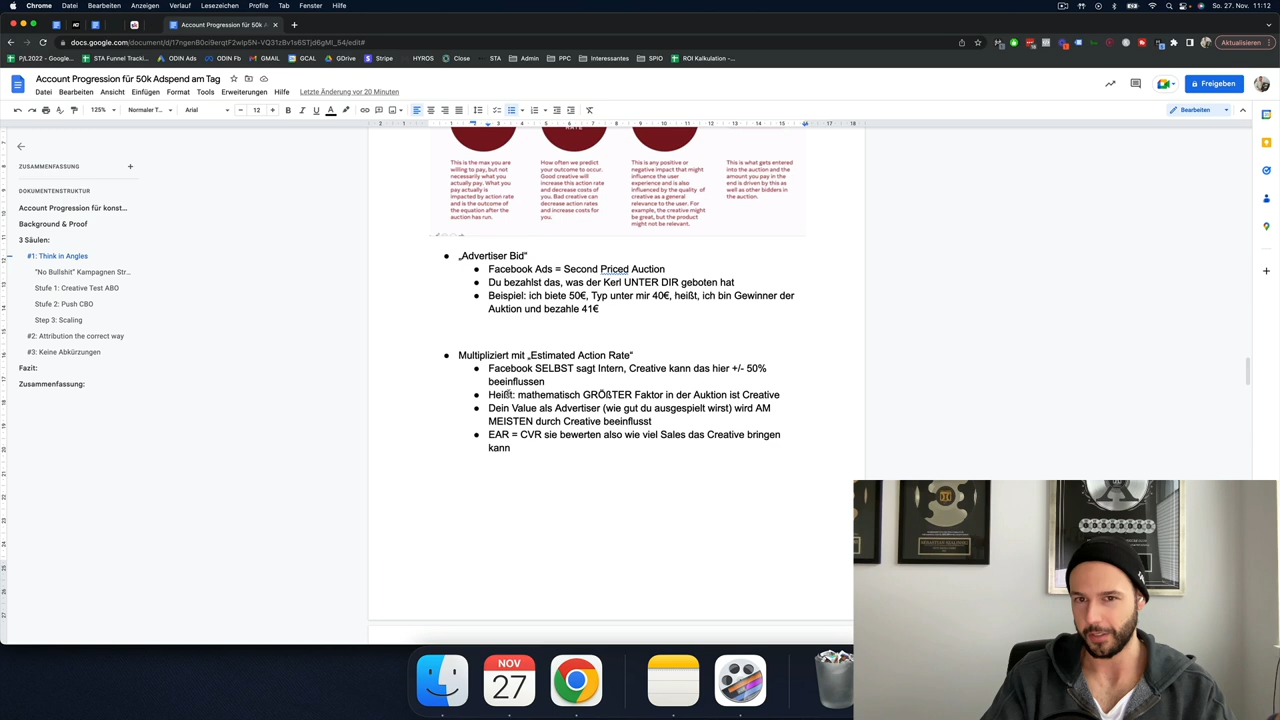 Chrome Datei Bearbeiten Anzeigen Verlauf Lesezeichen Profile Tab Fenster Hilfe So. 27. Nov. 11:12
Account Progression für 50k A
docs.google.com/document/d/17ngenB0ci9erqtF2wIp5N-VQ31zBv1s6STjd6gMl_54/edit#
Aktualisieren
P/L2022 - Google... STA Funnel Tracking ODIN Ads ODIN Fb GMAIL GCAL GDrive Stripe HYROS Close STA Admin PPC Interessantes SPIO ROI Kalkulation -...
Account Progression für 50k Adspend am Tag
Datei Bearbeiten Ansicht Einfügen Format Tools Erweiterungen Hilfe Letzte Änderung vor 20 Minuten
Freigeben
125% Normaler T... Arial 12 Bearbeiten
ZUSAMMENFASSUNG
DOKUMENTENSTRUKTUR
Account Progression für konst...
Background & Proof
3 Säulen:
#1: Think in Angles
"No Bullshit" Kampagnen Str...
Stufe 1: Creative Test ABO
Stufe 2: Push CBO
Step 3: Scaling
#2: Attribution the correct way
#3: Keine Abkürzungen
Fazit:
Zusammenfassung:
RATE
This is the max you are
willing to pay, but not
necessarily what you
actually pay. What you
pay actually is
impacted by action rate
and is the outcome of
the equation after the
auction has run.
How often we predict
your outcome to occur.
Good creative will
increase this action rate
and decrease costs of
you. Bad creative can
decrease action rates
and increase costs for
you.
This is any positive or
negative impact that might
influence the user
experience and is also
influenced by the quality of
creative as a general
relevance to the user. For
example, the creative might
be great, but the product
might not be relevant.
This is what gets entered
into the auction and the
amount you pay in the
end is driven by this as
well as other bidders in
the auction.
● „Advertiser Bid“
● Facebook Ads = Second Priced Auction
● Du bezahlst das, was der Kerl UNTER DIR geboten hat
● Beispiel: ich biete 50€, Typ unter mir 40€, heißt, ich bin Gewinner der
Auktion und bezahle 41€
● Multipliziert mit „Estimated Action Rate“
● Facebook SELBST sagt Intern, Creative kann das hier +/- 50%
beeinflussen
● Heißt: mathematisch GRÖßTER Faktor in der Auktion ist Creative
● Dein Value als Advertiser (wie gut du ausgespielt wirst) wird AM
MEISTEN durch Creative beeinflusst
● EAR = CVR sie bewerten also wie viel Sales das Creative bringen
kann
NOV
27